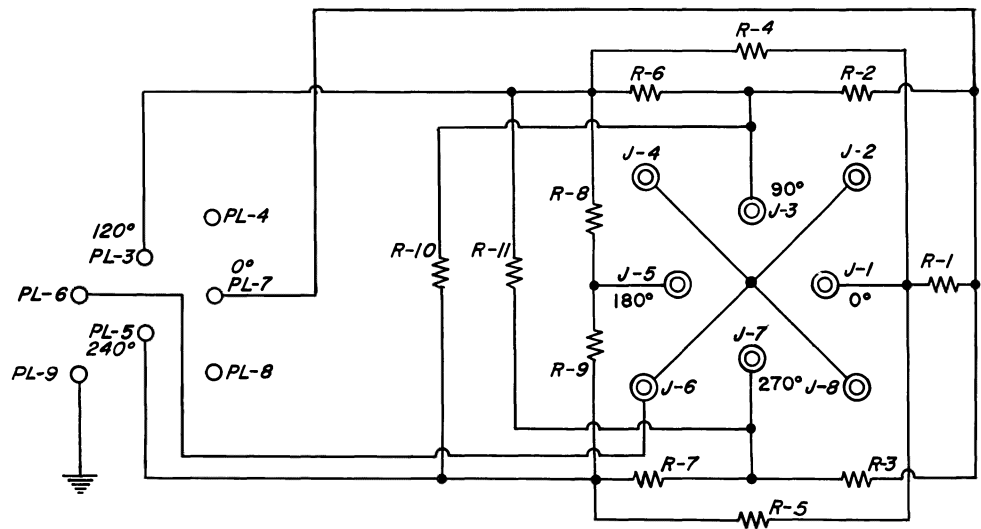 R-4
R-6
R-2
J-4
J-2
R-8
90°
J-3
120°
PL-3
PL-4
R-10
R-11
0°
PL-7
PL-6
J-5
180°
J-1
0°
R-1
PL-5
240°
J-7
R-9
PL-9
PL-8
J-6
270°
J-8
R-7
R-3
R-5